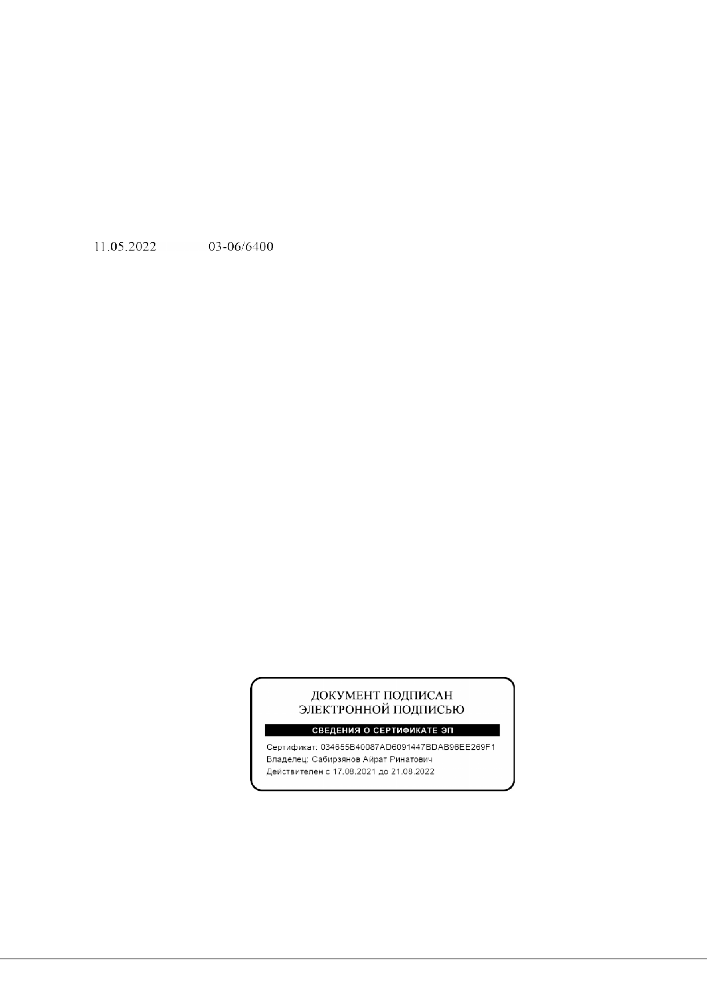 11.05.2022 03-06/6400
ДОКУМЕНТ ПОДПИСАН
ЭЛЕКТРОННОЙ ПОДПИСЬЮ
СВЕДЕНИЯ О СЕРТИФИКАТЕ ЭП
Сертификат: 034655B40087AD6091447BDAB96EE269F1
Владелец: Сабирзянов Айрат Ринатович
Действителен с 17.08.2021 до 21.08.2022